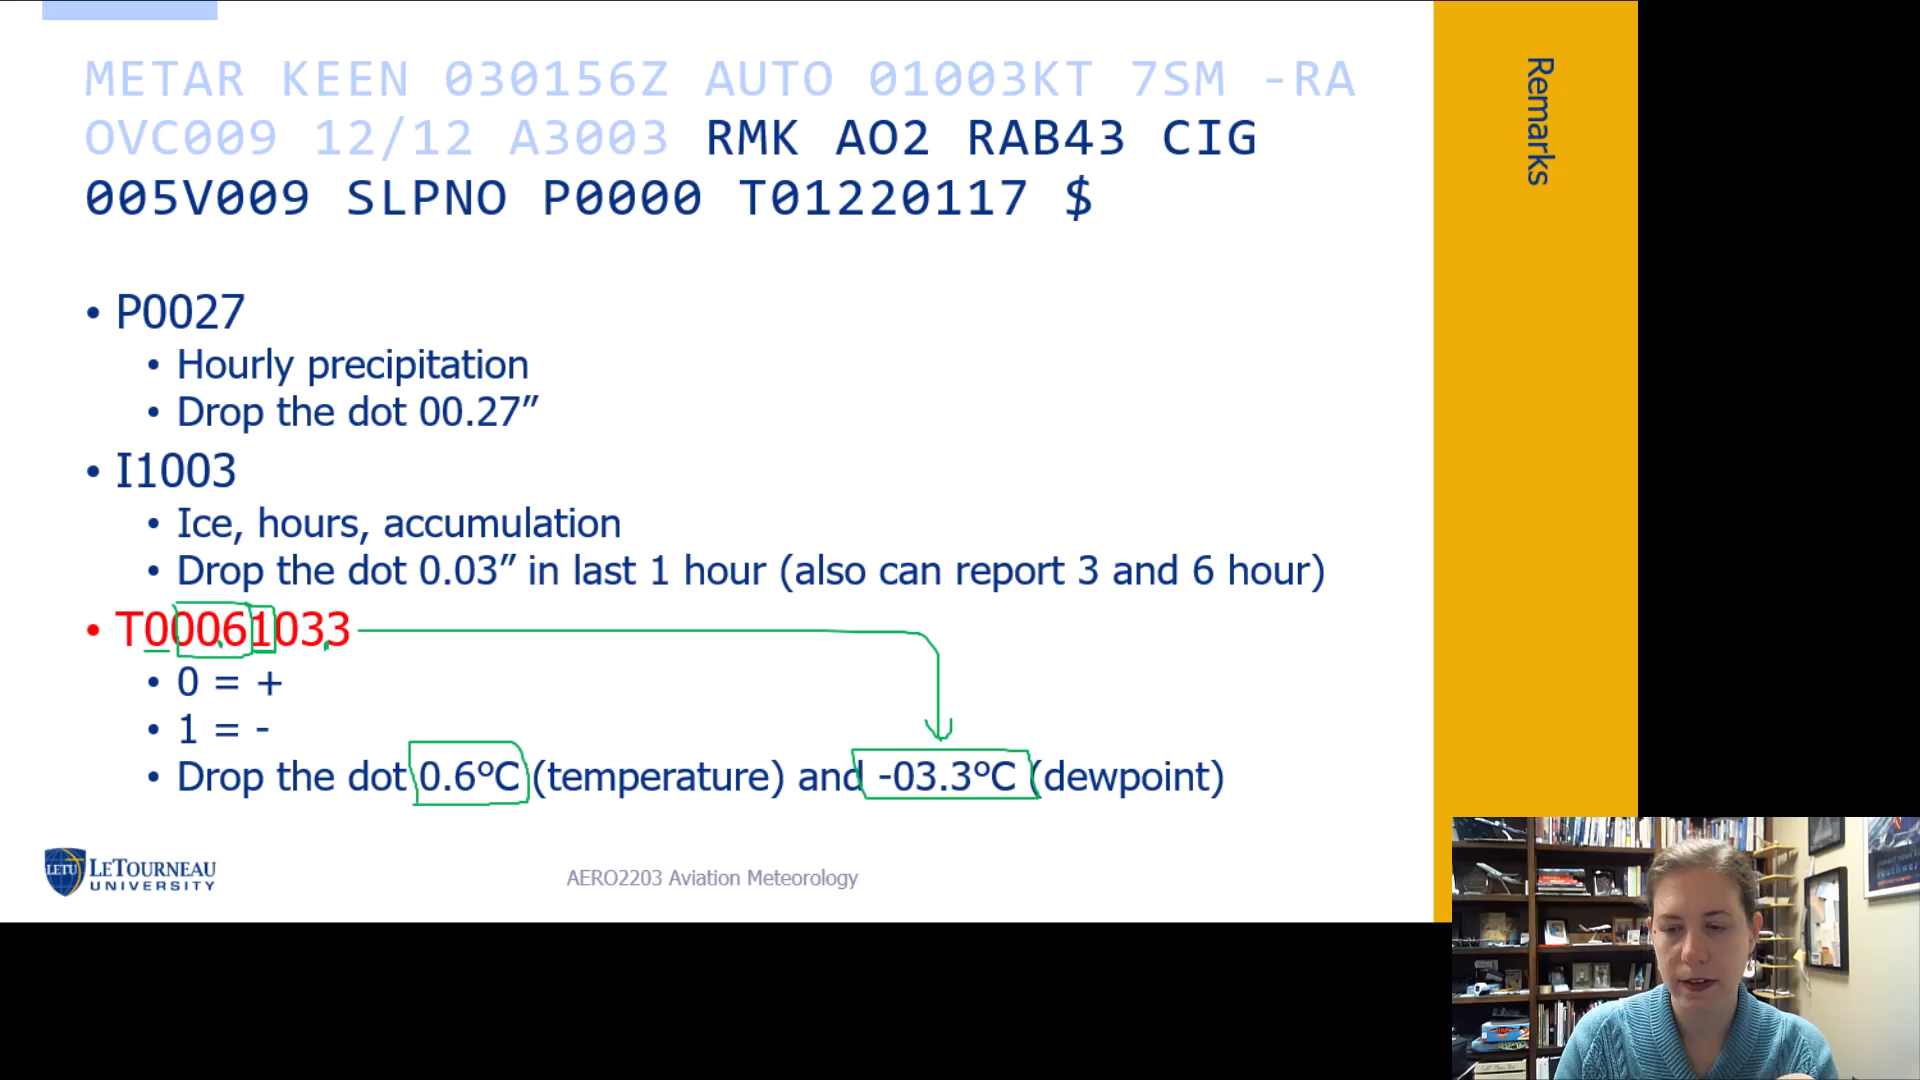 METAR KEEN 030156Z AUTO 01003KT 7SM -RA
OVC009 12/12 A3003 RMK AO2 RAB43 CIG
005V009 SLPNO P0000 T01220117 $
Remarks
• P0027
• Hourly precipitation
• Drop the dot 00.27”
• I1003
• Ice, hours, accumulation
• Drop the dot 0.03” in last 1 hour (also can report 3 and 6 hour)
• T00061033
• 0 = +
• 1 = -
• Drop the dot 0.6°C (temperature) and -03.3°C (dewpoint)
LETU
LETOURNEAU
UNIVERSITY
AERO2203 Aviation Meteorology